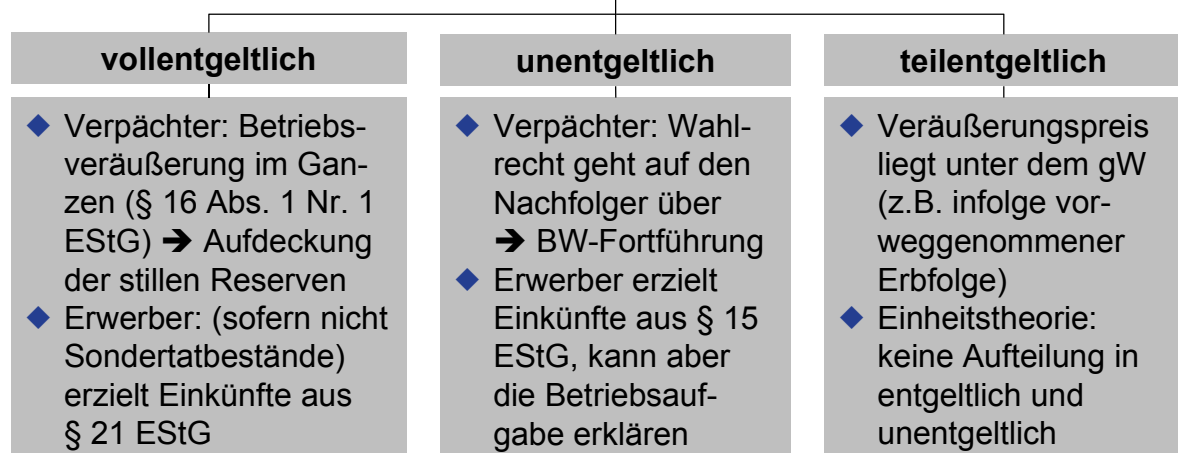 vollentgeltlich
◆ Verpächter: Betriebs-
veräußerung im Gan-
zen (§ 16 Abs. 1 Nr. 1
EStG) ➔ Aufdeckung
der stillen Reserven
◆ Erwerber: (sofern nicht
Sondertatbestände)
erzielt Einkünfte aus
§ 21 EStG
unentgeltlich
◆ Verpächter: Wahl-
recht geht auf den
Nachfolger über
➔ BW-Fortführung
◆ Erwerber erzielt
Einkünfte aus § 15
EStG, kann aber
die Betriebsauf-
gabe erklären
teilentgeltlich
◆ Veräußerungspreis
liegt unter dem gW
(z.B. infolge vor-
weggenommener
Erbfolge)
◆ Einheitstheorie:
keine Aufteilung in
entgeltlich und
unentgeltlich